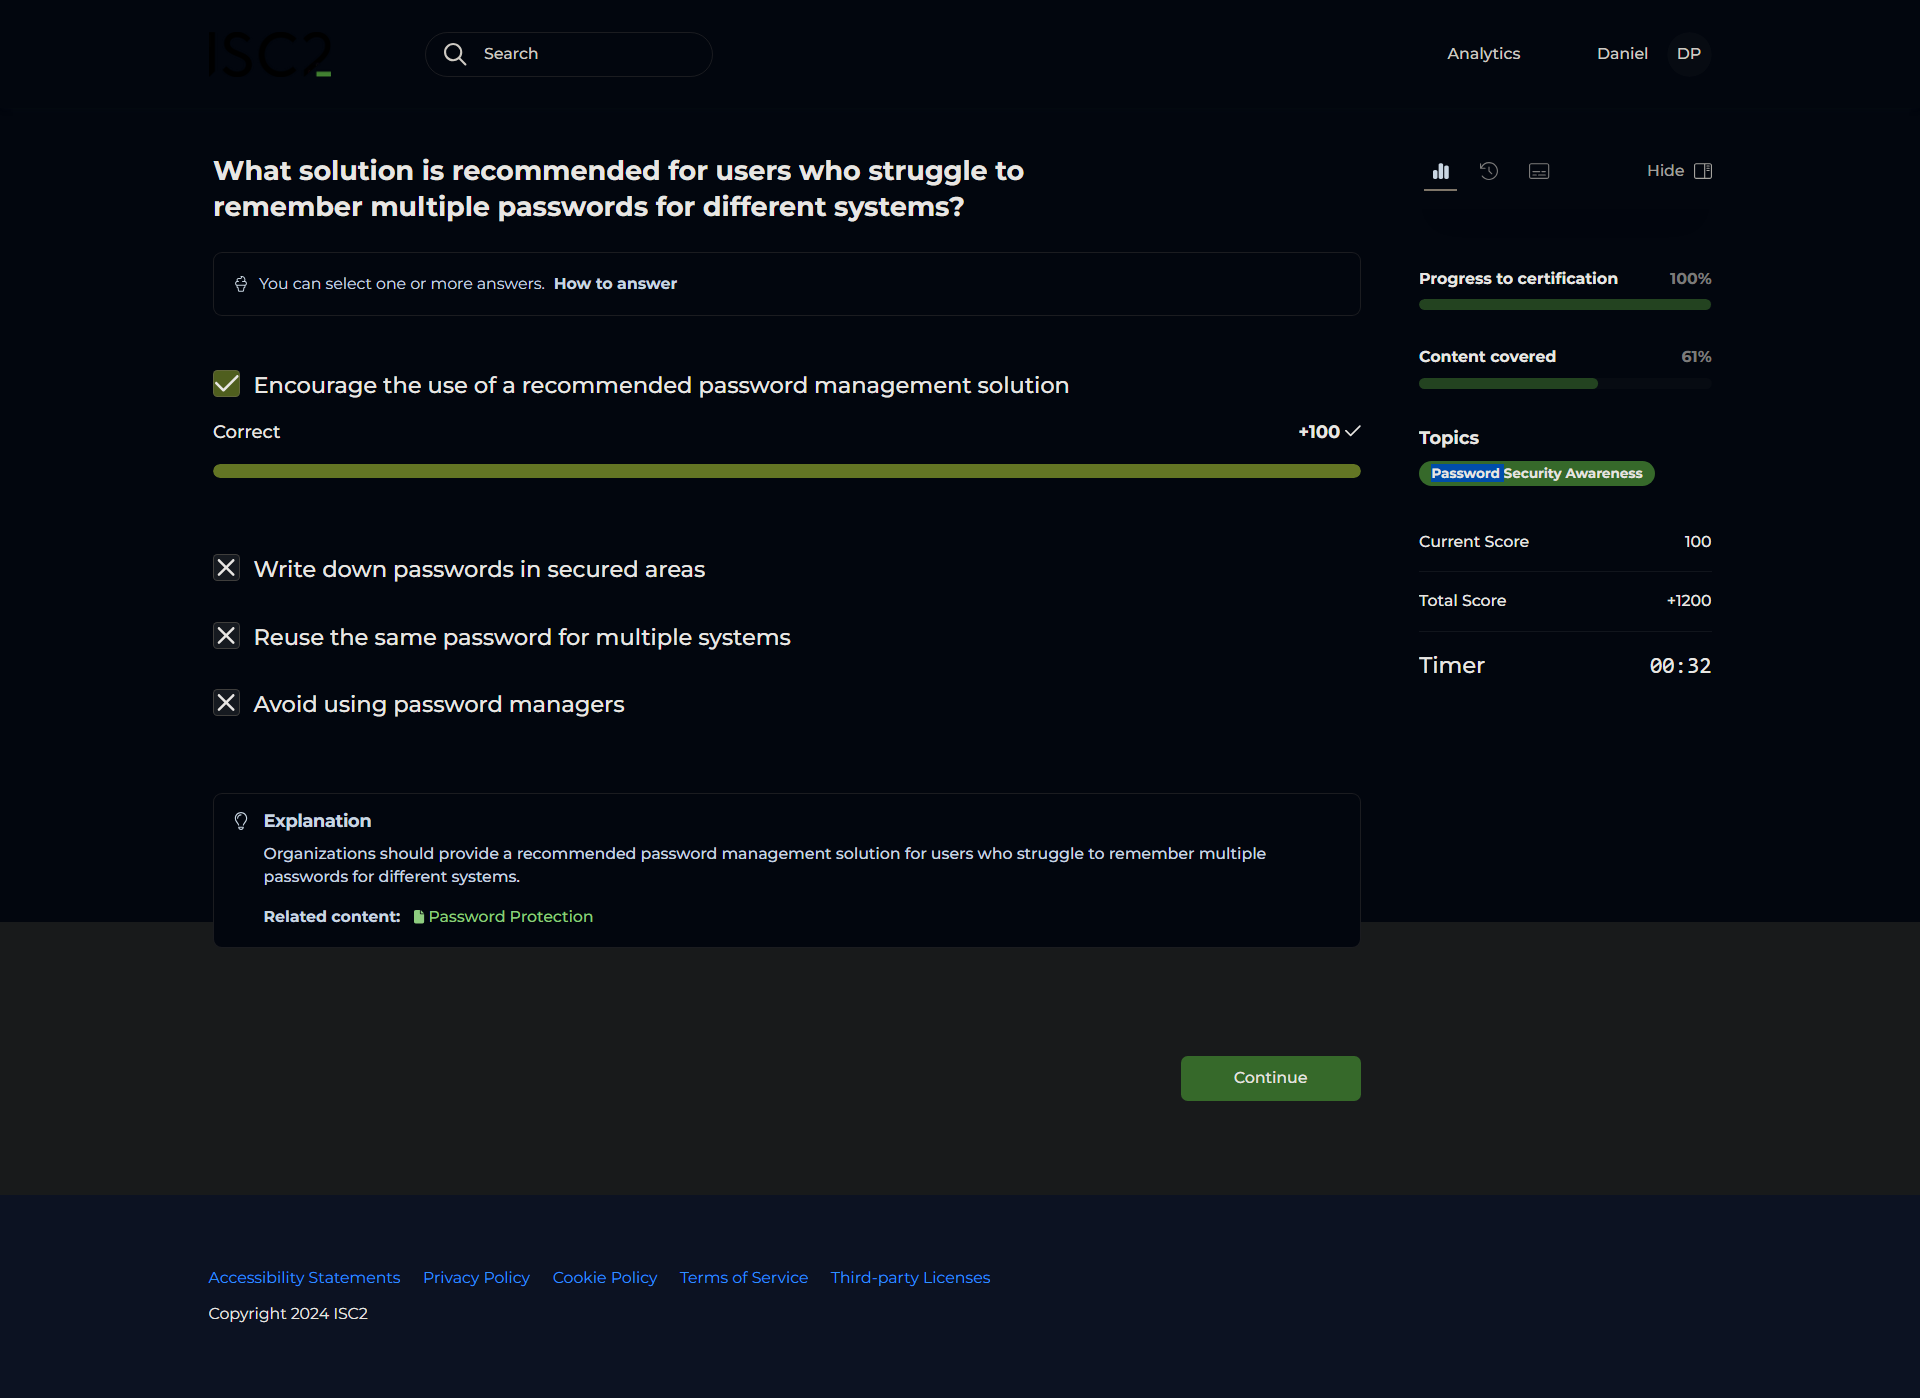 ISC2
Search
Analytics
Daniel
DP
What solution is recommended for users who struggle to
remember multiple passwords for different systems?
You can select one or more answers. How to answer
Encourage the use of a recommended password management solution
Correct
+100
Write down passwords in secured areas
Reuse the same password for multiple systems
Avoid using password managers
Explanation
Organizations should provide a recommended password management solution for users who struggle to remember multiple
passwords for different systems.
Related content: Password Protection
Continue
Hide
Progress to certification 100%
Content covered 61%
Topics
Password Security Awareness
Current Score 100
Total Score +1200
Timer 00:32
Accessibility Statements Privacy Policy Cookie Policy Terms of Service Third-party Licenses
Copyright 2024 ISC2